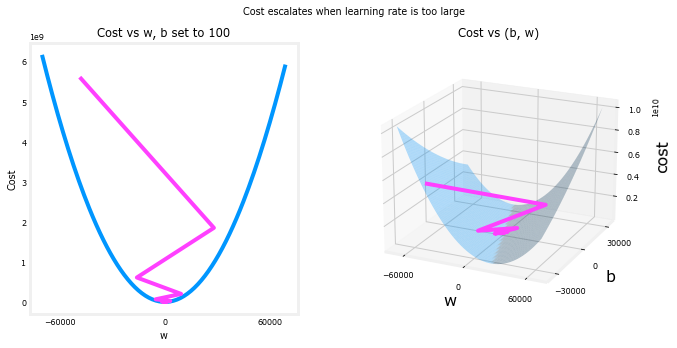 Cost escalates when learning rate is too large
Cost vs w, b set to 100
1e9
6
5
4
3
2
1
0
Cost
−60000
0
60000
w
Cost vs (b, w)
1e10
1.0
0.8
0.6
0.4
0.2
cost
−60000
0
60000
w
30000
0
−30000
b